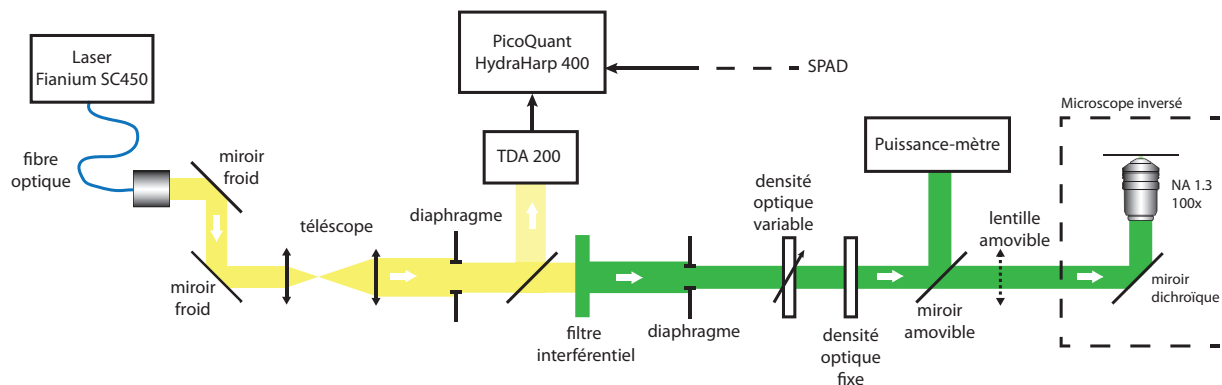 Laser
Fianium SC450
fibre
optique
miroir
froid
miroir
froid
téléscope
diaphragme
PicoQuant
HydraHarp 400
SPAD
TDA 200
filtre
interférentiel
diaphragme
densité
optique
variable
densité
optique
fixe
Puissance-mètre
miroir
amovible
lentille
amovible
Microscope inversé
NA 1.3
100x
miroir
dichroïque